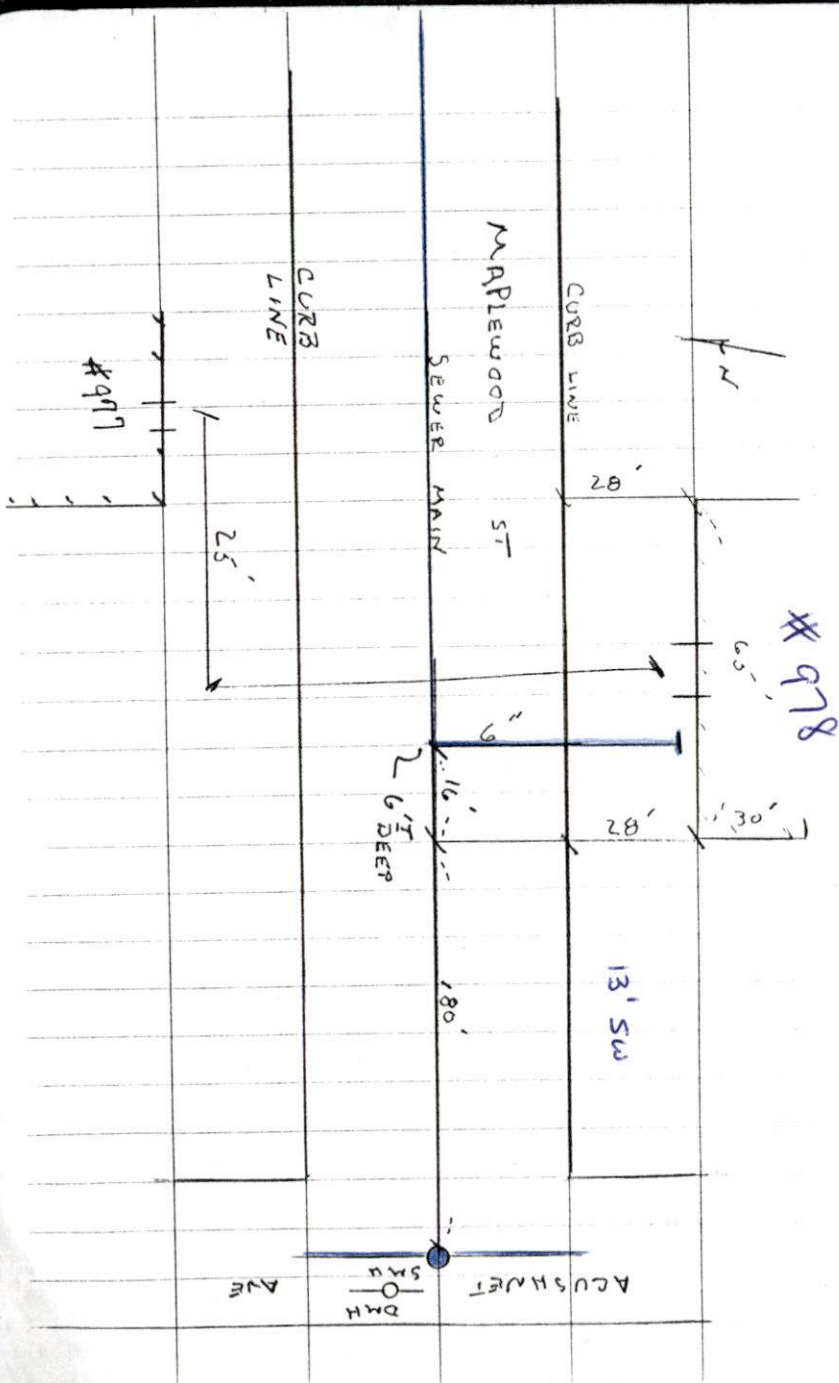 N
#978
65'
30'
28'
28'
CURB LINE
13' SW
MAPLEWOOD ST
6"
16'
SEWER MAIN
80'
6'± DEEP
CURB
LINE
25'
#977
ACUSHNET AVE
SMH
DMH